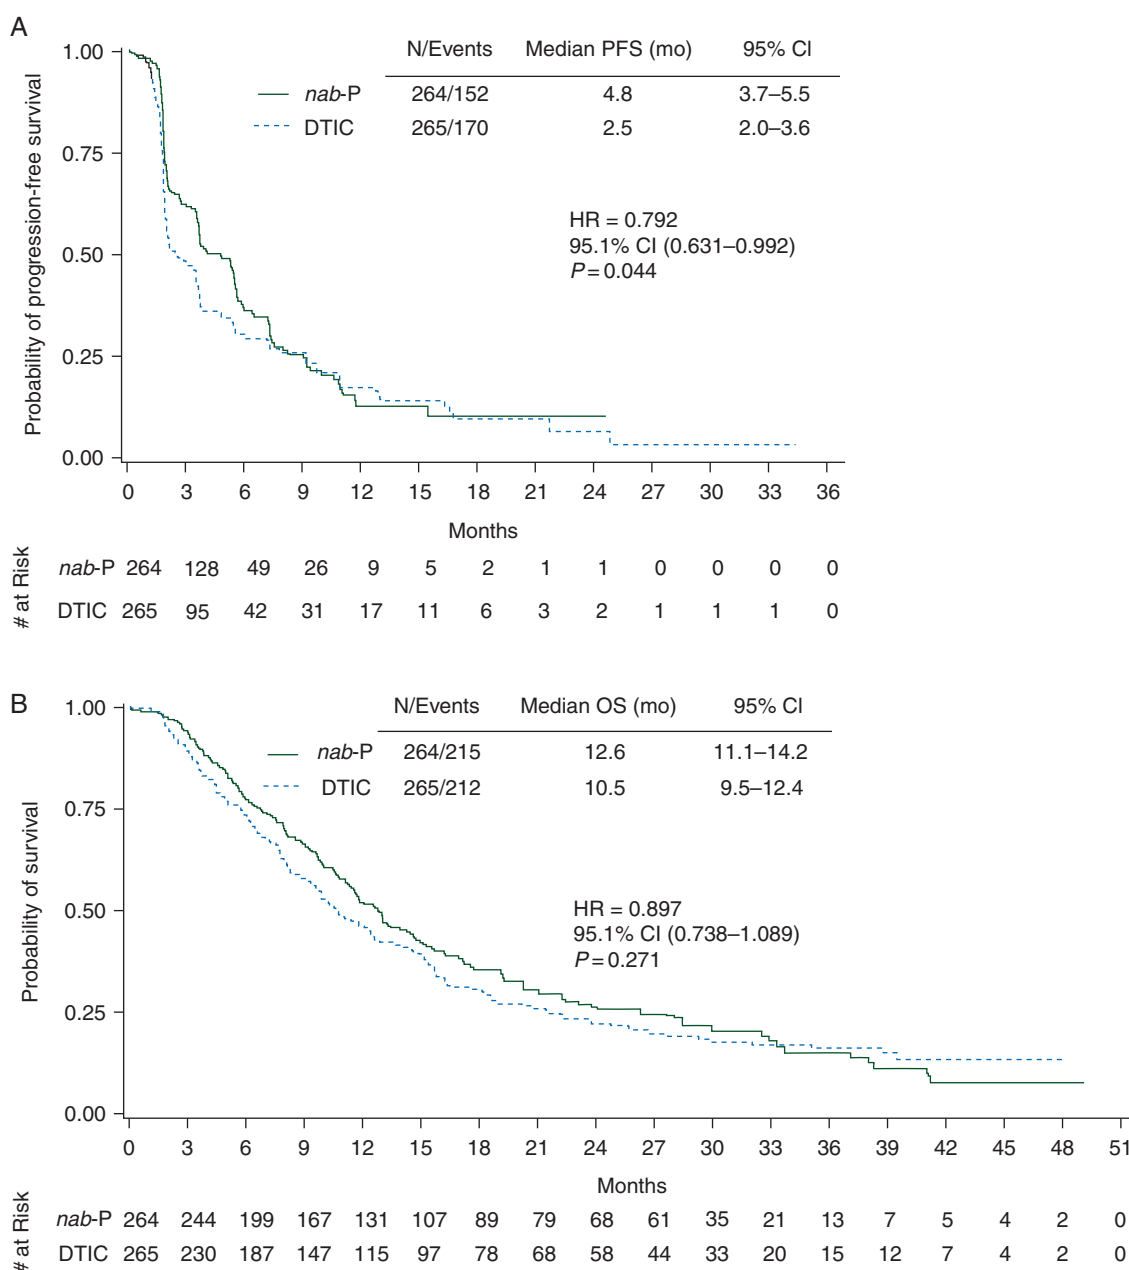 A
N/Events Median PFS (mo) 95% CI
nab-P 264/152 4.8 3.7–5.5
DTIC 265/170 2.5 2.0–3.6
HR = 0.792
95.1% CI (0.631–0.992)
P = 0.044
Probability of progression-free survival
1.00
0.75
0.50
0.25
0.00
0 3 6 9 12 15 18 21 24 27 30 33 36
Months
# at Risk
nab-P 264 128 49 26 9 5 2 1 1 0 0 0 0
DTIC 265 95 42 31 17 11 6 3 2 1 1 1 0
B
N/Events Median OS (mo) 95% CI
nab-P 264/215 12.6 11.1–14.2
DTIC 265/212 10.5 9.5–12.4
HR = 0.897
95.1% CI (0.738–1.089)
P = 0.271
Probability of survival
1.00
0.75
0.50
0.25
0.00
0 3 6 9 12 15 18 21 24 27 30 33 36 39 42 45 48 51
Months
# at Risk
nab-P 264 244 199 167 131 107 89 79 68 61 35 21 13 7 5 4 2 0
DTIC 265 230 187 147 115 97 78 68 58 44 33 20 15 12 7 4 2 0